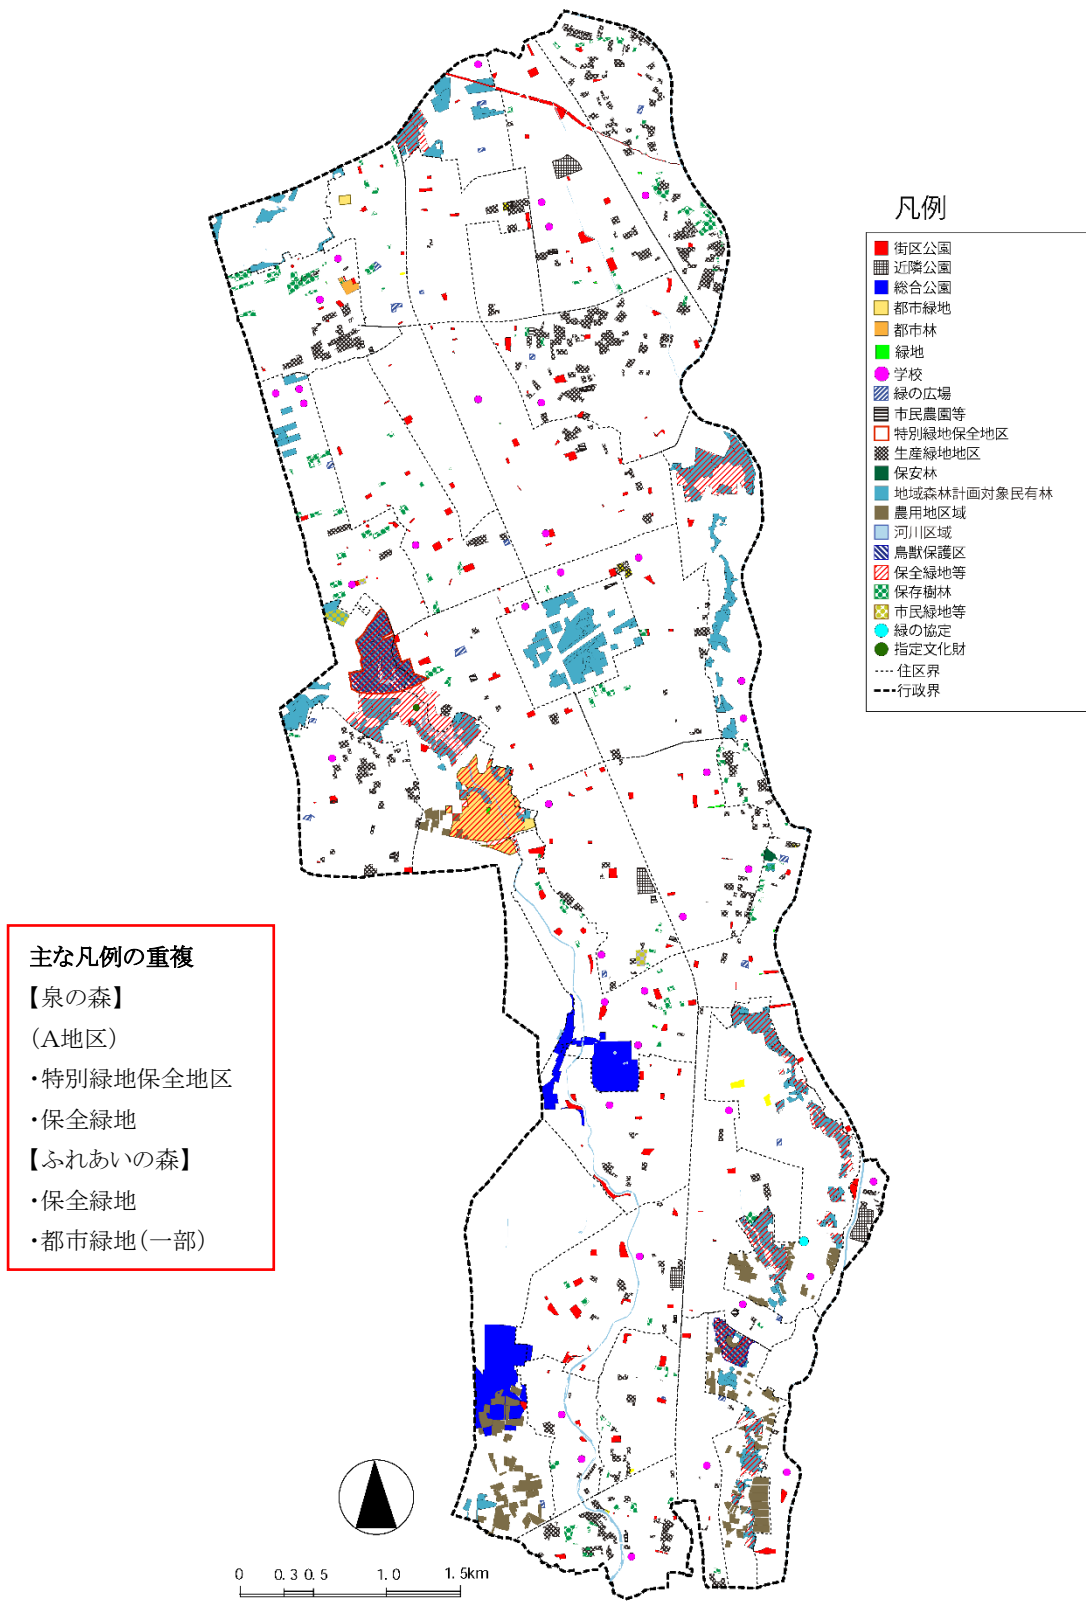 凡例
街区公園
近隣公園
総合公園
都市緑地
都市林
緑地
学校
緑の広場
市民農園等
特別緑地保全地区
生産緑地地区
保安林
地域森林計画対象民有林
農用地区域
河川区域
鳥獣保護区
保全緑地等
保存樹林
市民緑地等
緑の協定
指定文化財
住区界
行政界
主な凡例の重複
【泉の森】
(A地区)
・特別緑地保全地区
・保全緑地
【ふれあいの森】
・保全緑地
・都市緑地(一部)
0 0.3 0.5 1.0 1.5km